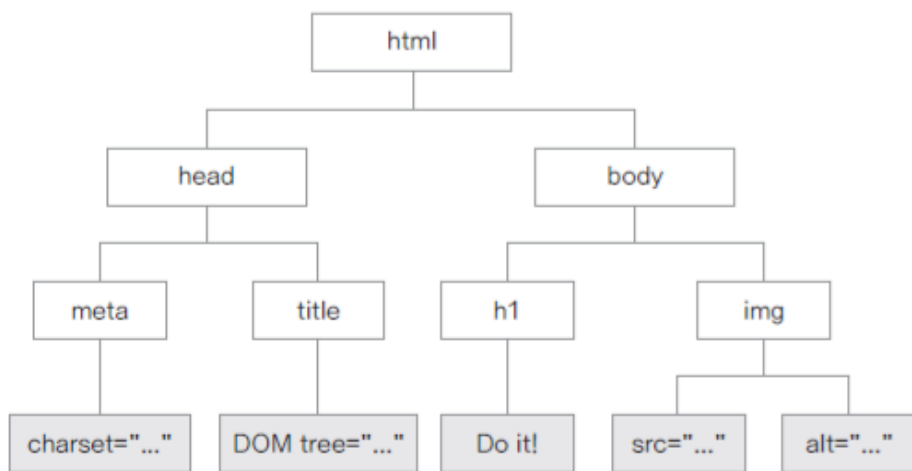 html
head
body
meta
title
h1
img
charset="..."
DOM tree="..."
Do it!
src="..."
alt="..."